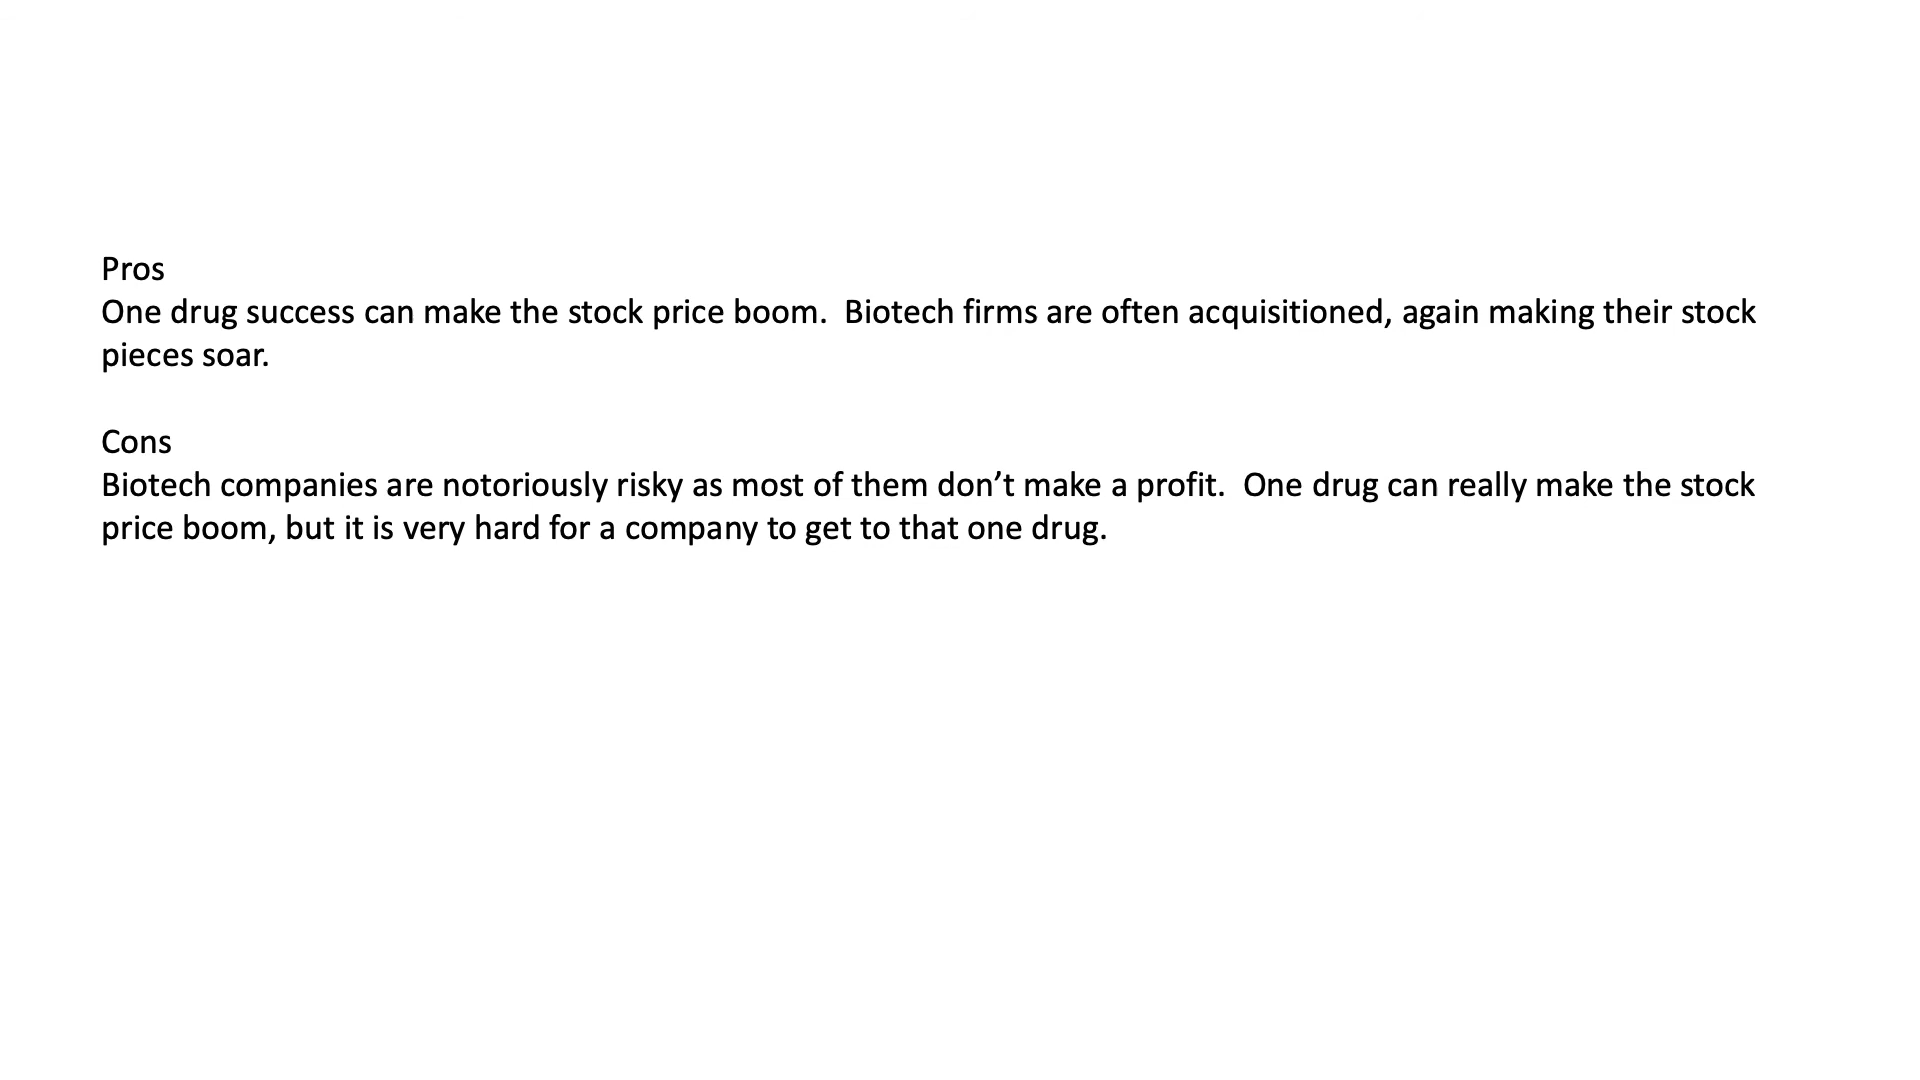 Pros
One drug success can make the stock price boom.  Biotech firms are often acquisitioned, again making their stock
pieces soar.
Cons
Biotech companies are notoriously risky as most of them don’t make a profit.  One drug can really make the stock
price boom, but it is very hard for a company to get to that one drug.